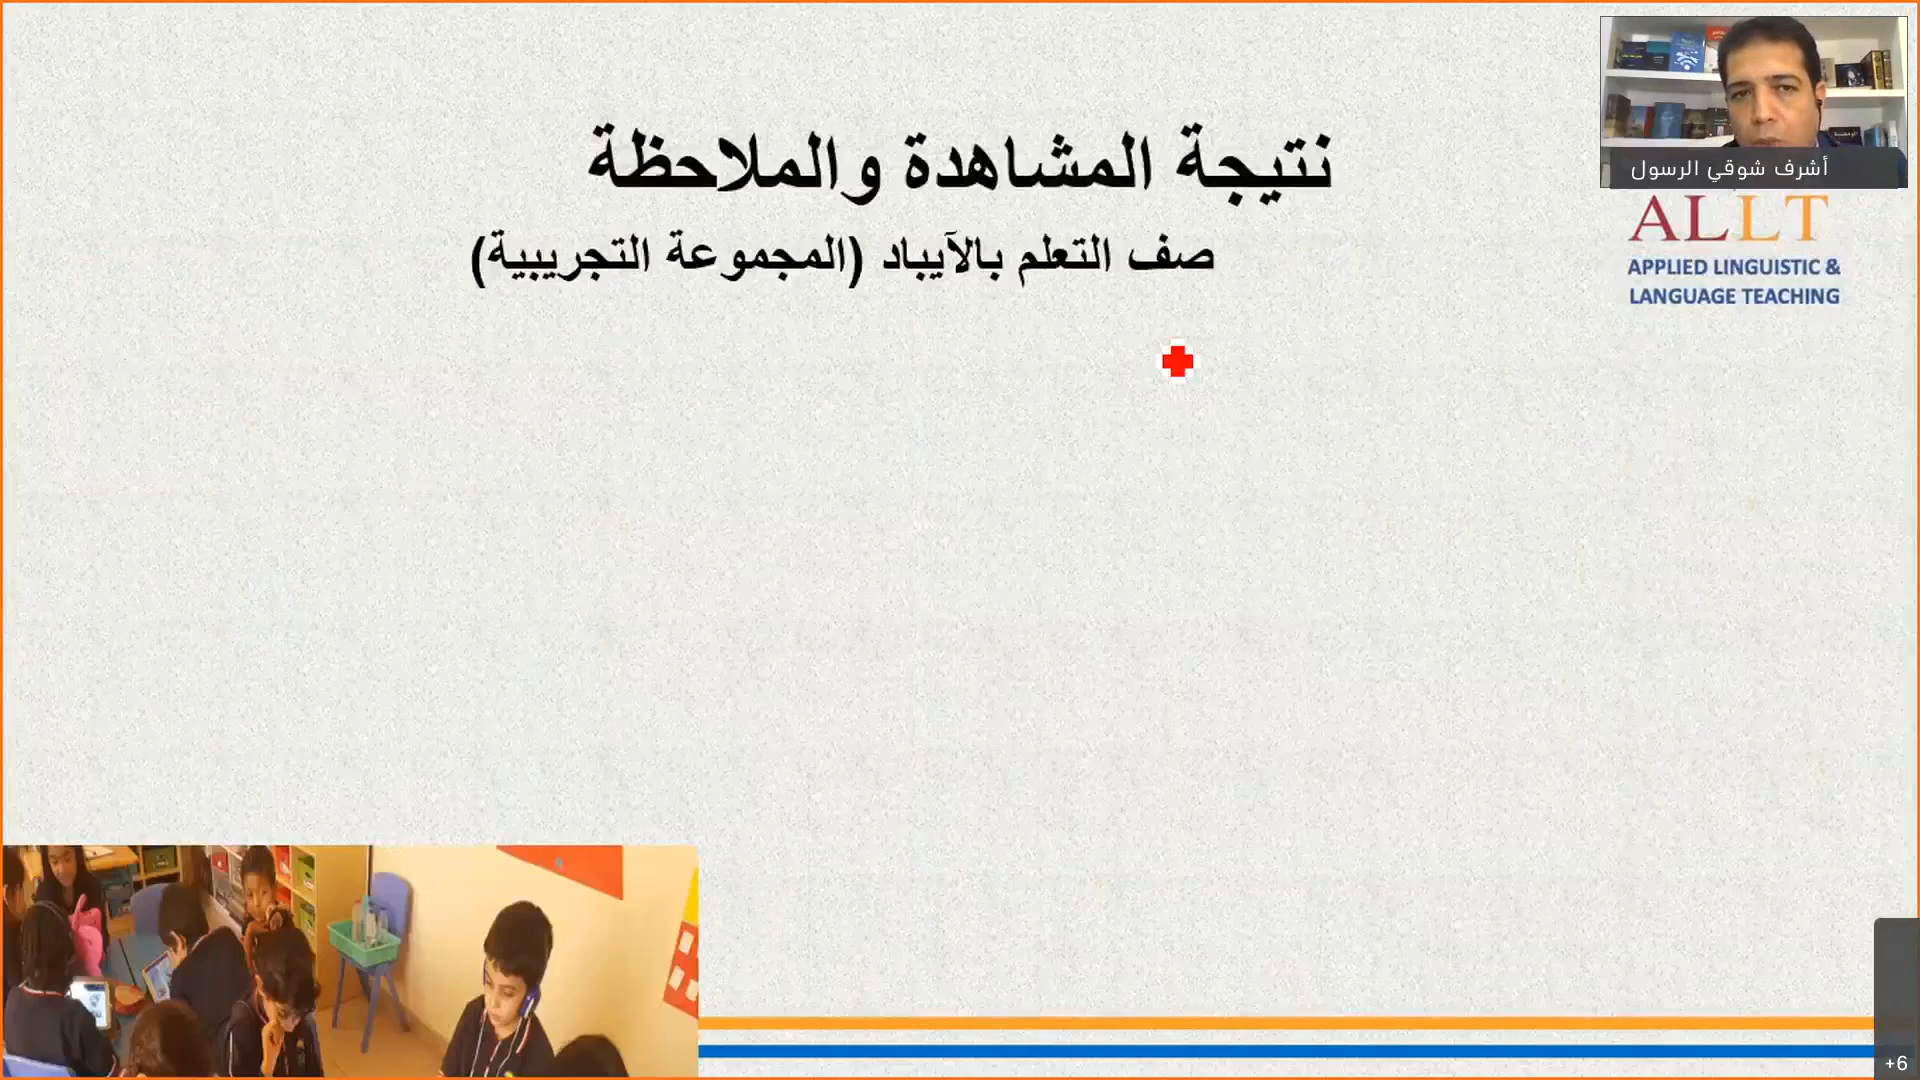 نتيجة المشاهدة والملاحظة
صف التعلم بالآيباد (المجموعة التجريبية)
أشرف شوقي الرسول
ALLT
APPLIED LINGUISTIC &
LANGUAGE TEACHING
+6